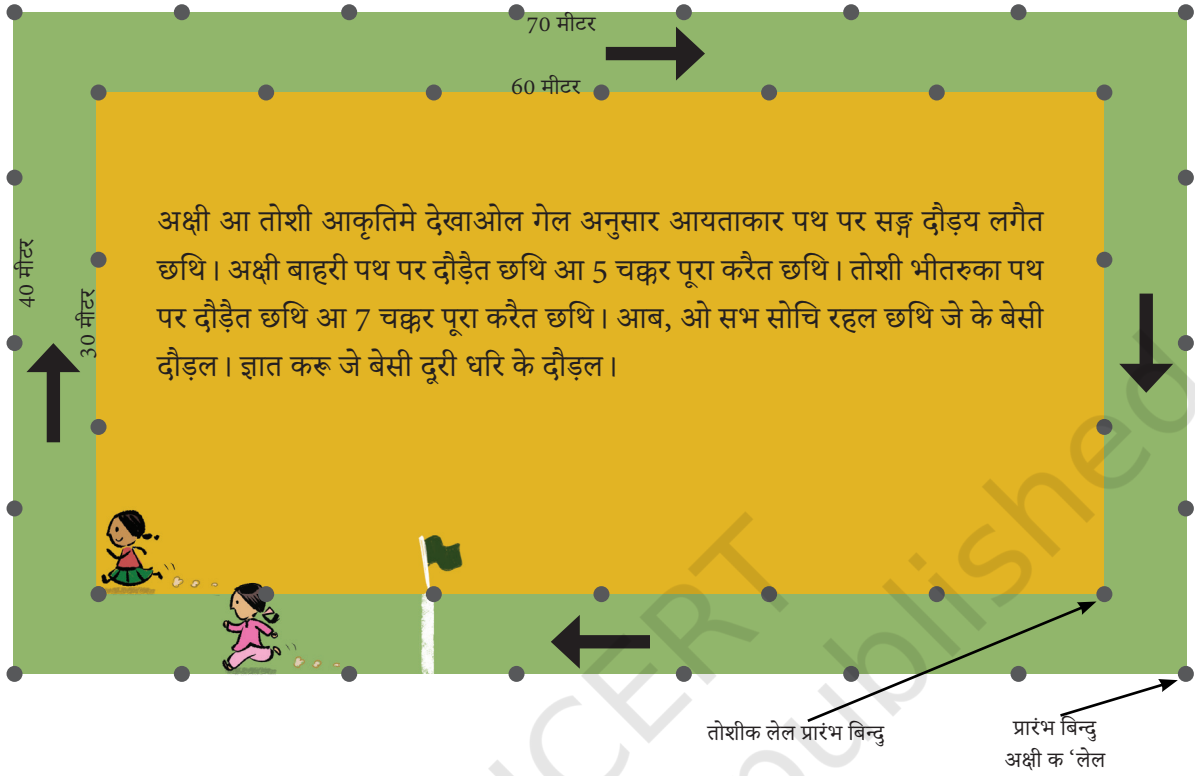 70 मीटर
60 मीटर
40 मीटर
30 मीटर
अक्षी आ तोशी आकृतिमे देखाओल गेल अनुसार आयताकार पथ पर सङ्ग दौड़य लगैत
छथि। अक्षी बाहरी पथ पर दौड़ैत छथि आ 5 चक्कर पूरा करैत छथि। तोशी भीतरुका पथ
पर दौड़ैत छथि आ 7 चक्कर पूरा करैत छथि। आब, ओ सभ सोचि रहल छथि जे के बेसी
दौड़ल। ज्ञात करू जे बेसी दूरी धरि के दौड़ल।
तोशीक लेल प्रारंभ बिन्दु
प्रारंभ बिन्दु
अक्षी क ‘लेल
NCERT